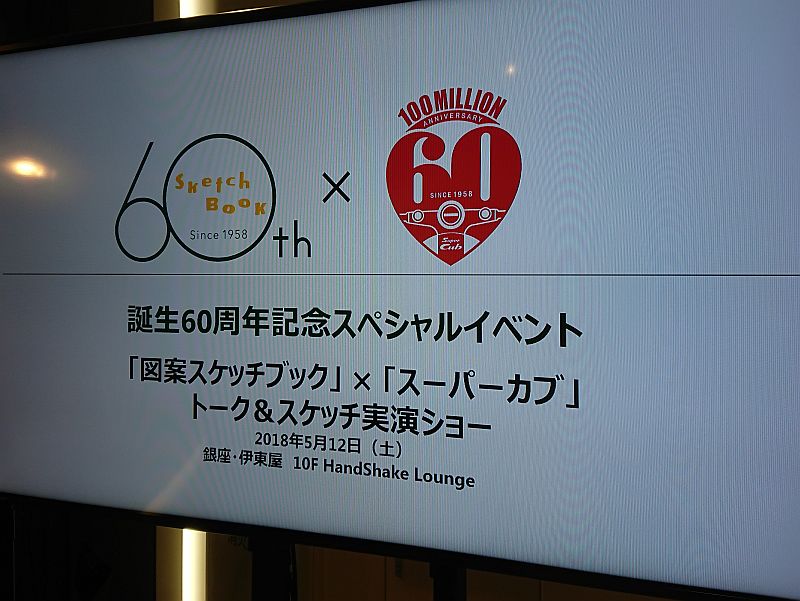 60th
Sketch
Book
Since 1958
×
100 MILLION
ANNIVERSARY
60
SINCE 1958
Super
Cub
誕生60周年記念スペシャルイベント
「図案スケッチブック」×「スーパーカブ」
トーク＆スケッチ実演ショー
2018年5月12日（土）
銀座・伊東屋 10F HandShake Lounge